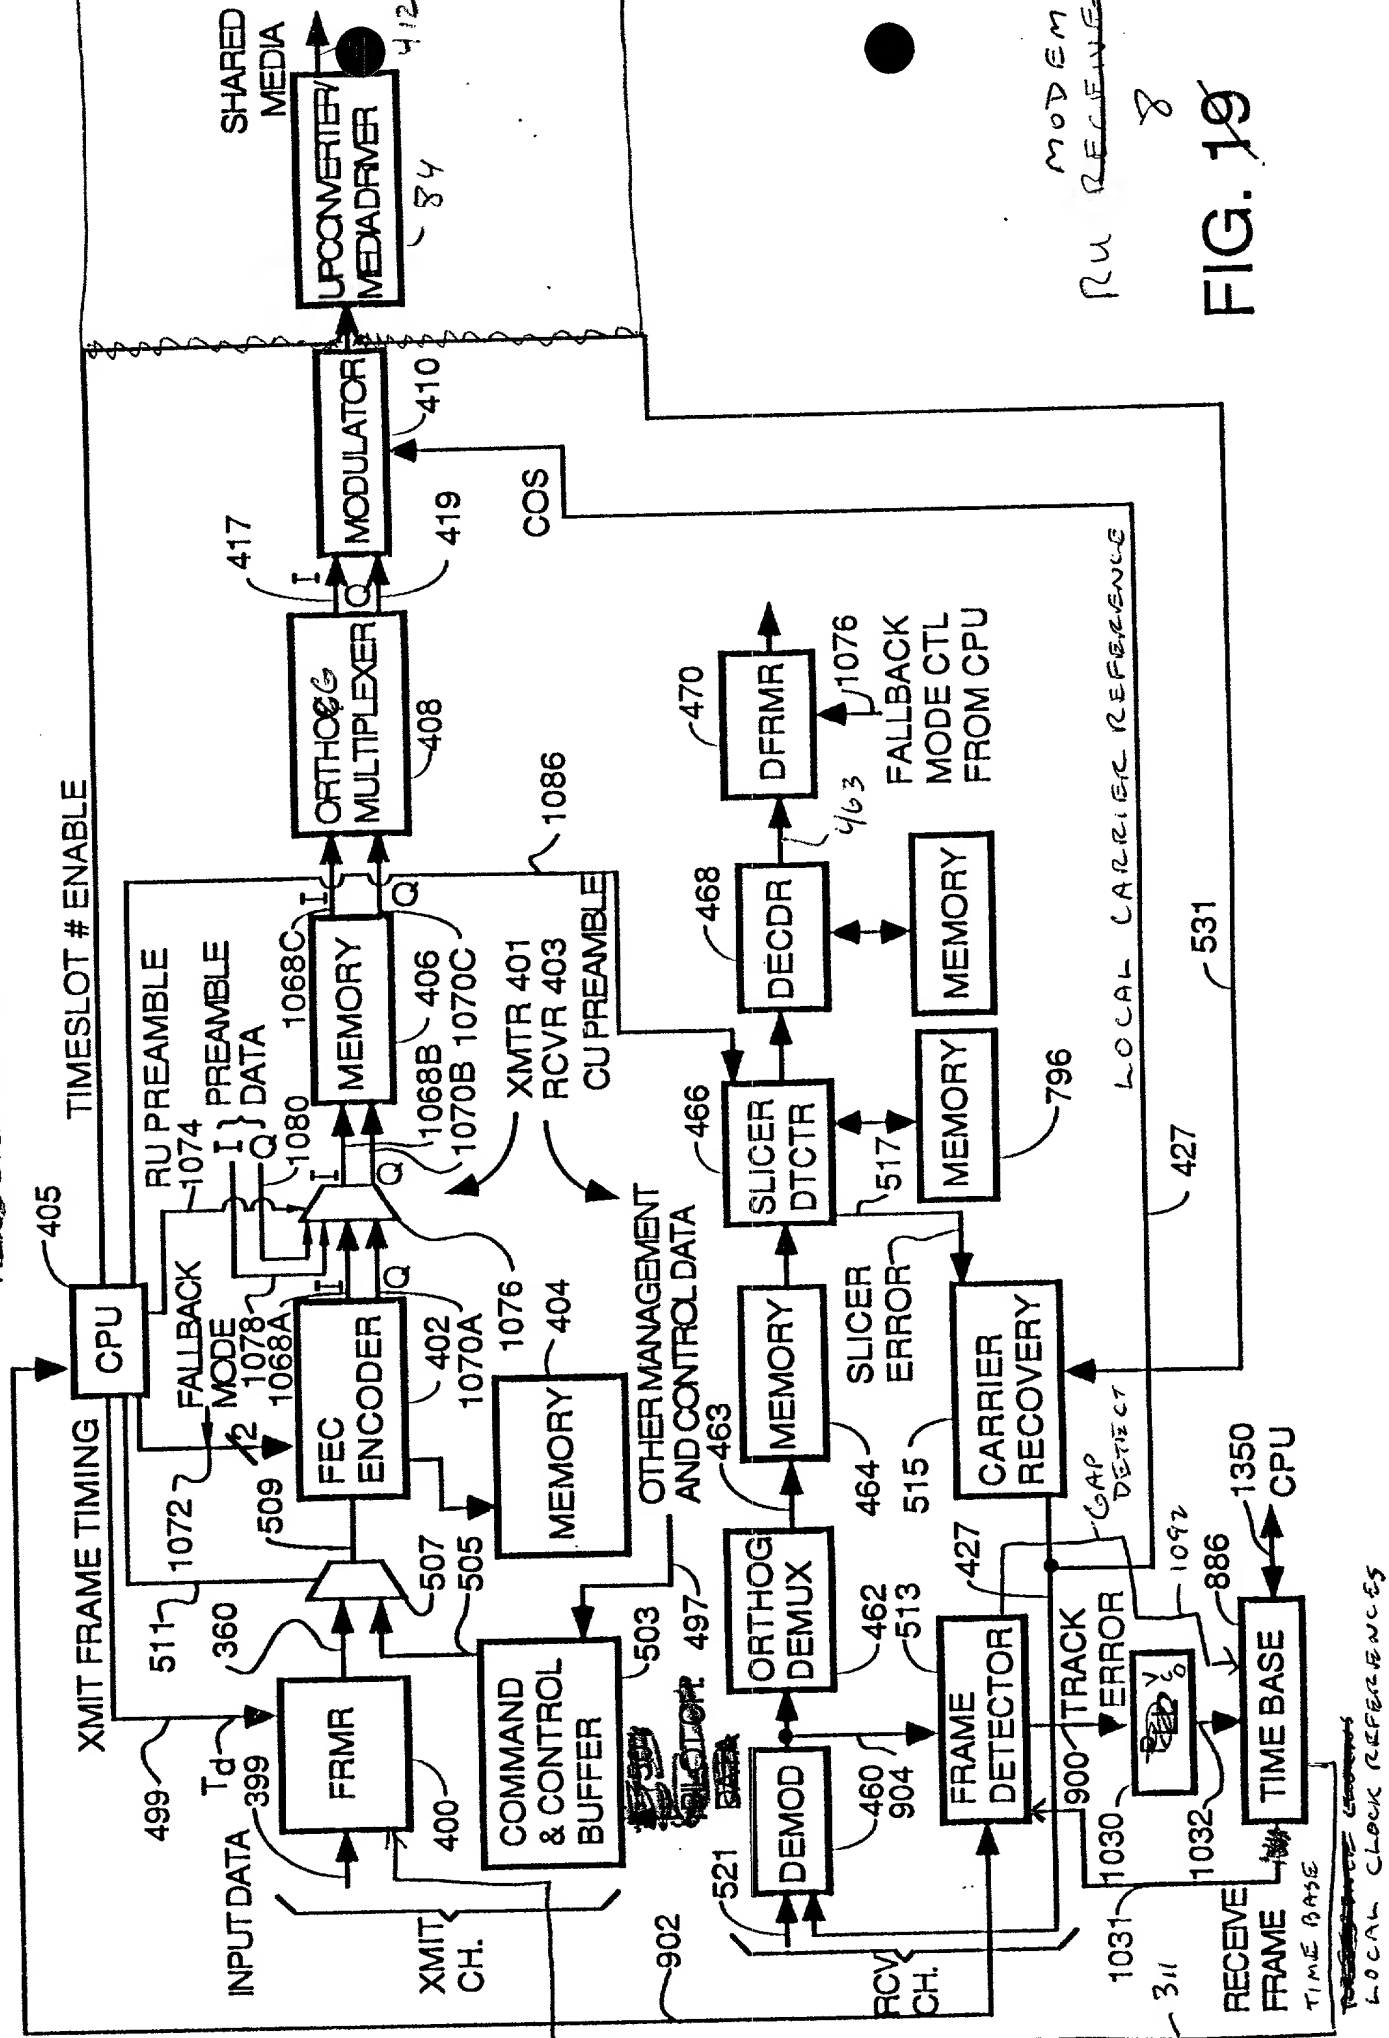 SHARED
MEDIA
412
UPCONVERTER/
MEDIADRIVER
84
MODEM
RU RECEIVE
8
FIG. 19
TIMESLOT # ENABLE
MODULATOR
410
COS
417
I
Q
419
ORTHOG
MULTIPLEXER
408
1086
405
CPU
RU PREAMBLE
1074
I } PREAMBLE
Q } DATA
1080
FALLBACK
MODE
1078
1068A
I
Q
1070A
1076
I
Q
1068B
1070B
MEMORY
406
1068C
I
Q
1070C
XMTR 401
RCVR 403
CU PREAMBLE
XMIT FRAME TIMING
1072
2
FEC
ENCODER
402
MEMORY
404
509
507
505
511
360
499
Td
399
INPUT DATA
FRMR
400
COMMAND
& CONTROL
BUFFER
503
OTHER MANAGEMENT
AND CONTROL DATA
497
XMIT
CH.
902
521
DEMOD
460
904
ORTHOG
DEMUX
462
463
MEMORY
464
SLICER
DTCTR
466
517
MEMORY
796
DECDR
468
MEMORY
463
DFRMR
470
1076
FALLBACK
MODE CTL
FROM CPU
SLICER
ERROR
CARRIER
RECOVERY
515
LOCAL CARRIER REFERENCE
427
531
RCV
CH.
FRAME
DETECTOR
513
427
GAP
DETECT
900
TRACK
ERROR
1030
VCO
1032
1092
886
TIME BASE
1350
CPU
1031
311
RECEIVE
FRAME
TIME BASE
LOCAL CLOCK REFERENCES